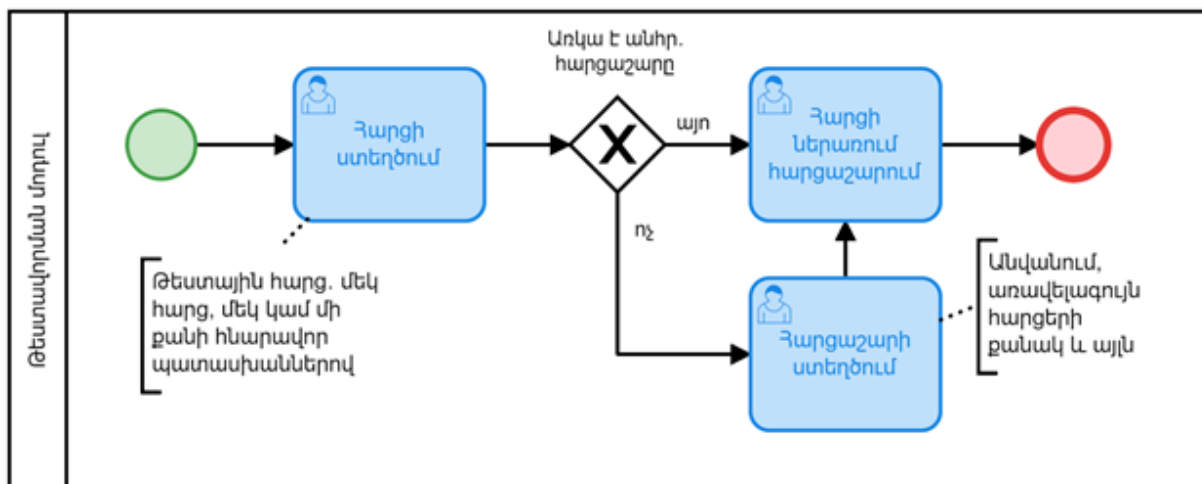 Թեստավորման մոդուլ
Հարցի
ստեղծում
Թեստային հարց. մեկ
հարց, մեկ կամ մի
քանի հնարավոր
պատասխաններով
Առկա է անհր.
հարցաշարը
այո
ոչ
Հարցի
ներառում
հարցաշարում
Հարցաշարի
ստեղծում
Անվանում,
առավելագույն
հարցերի
քանակ և այլն